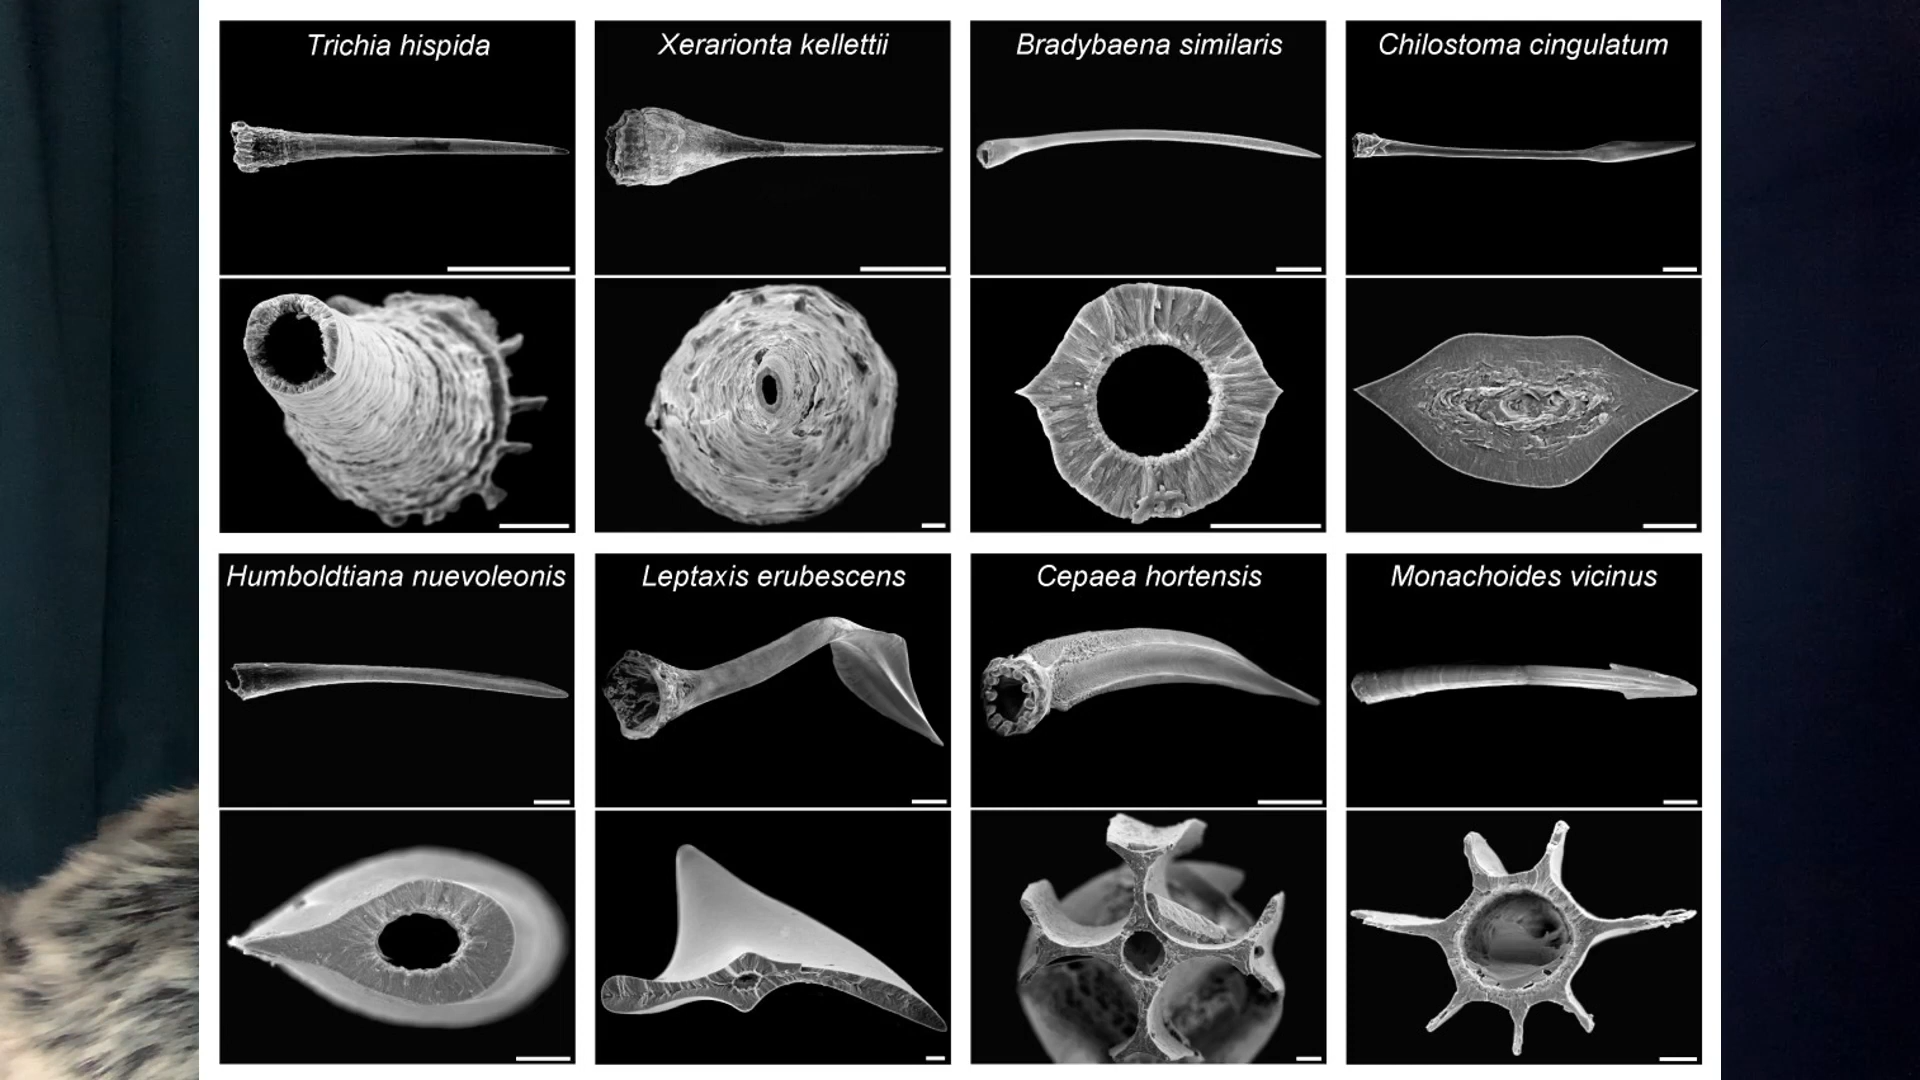 Trichia hispida
Xerarionta kellettii
Bradybaena similaris
Chilostoma cingulatum
Humboldtiana nuevoleonis
Leptaxis erubescens
Cepaea hortensis
Monachoides vicinus